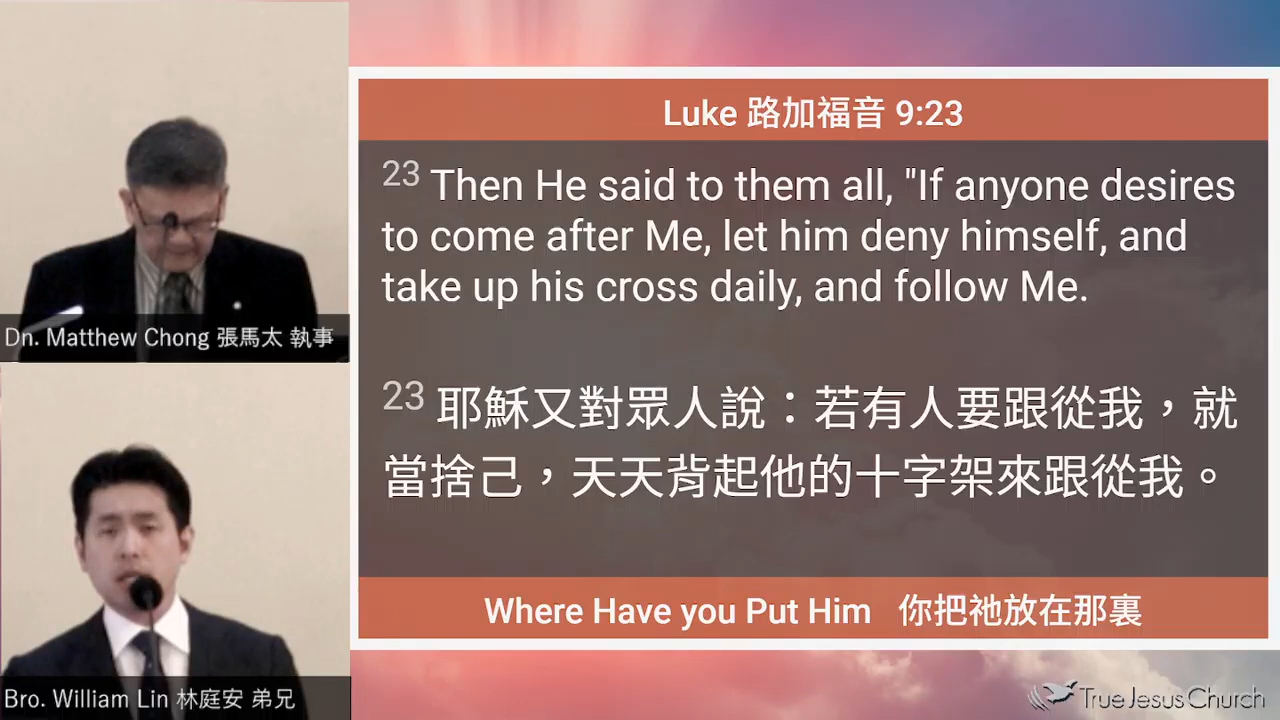 Dn. Matthew Chong 張馬太 執事
Bro. William Lin 林庭安 弟兄
Luke 路加福音 9:23
23 Then He said to them all, "If anyone desires
to come after Me, let him deny himself, and
take up his cross daily, and follow Me.
23 耶穌又對眾人說：若有人要跟從我，就
當捨己，天天背起他的十字架來跟從我。
Where Have you Put Him 你把祂放在那裏
True Jesus Church